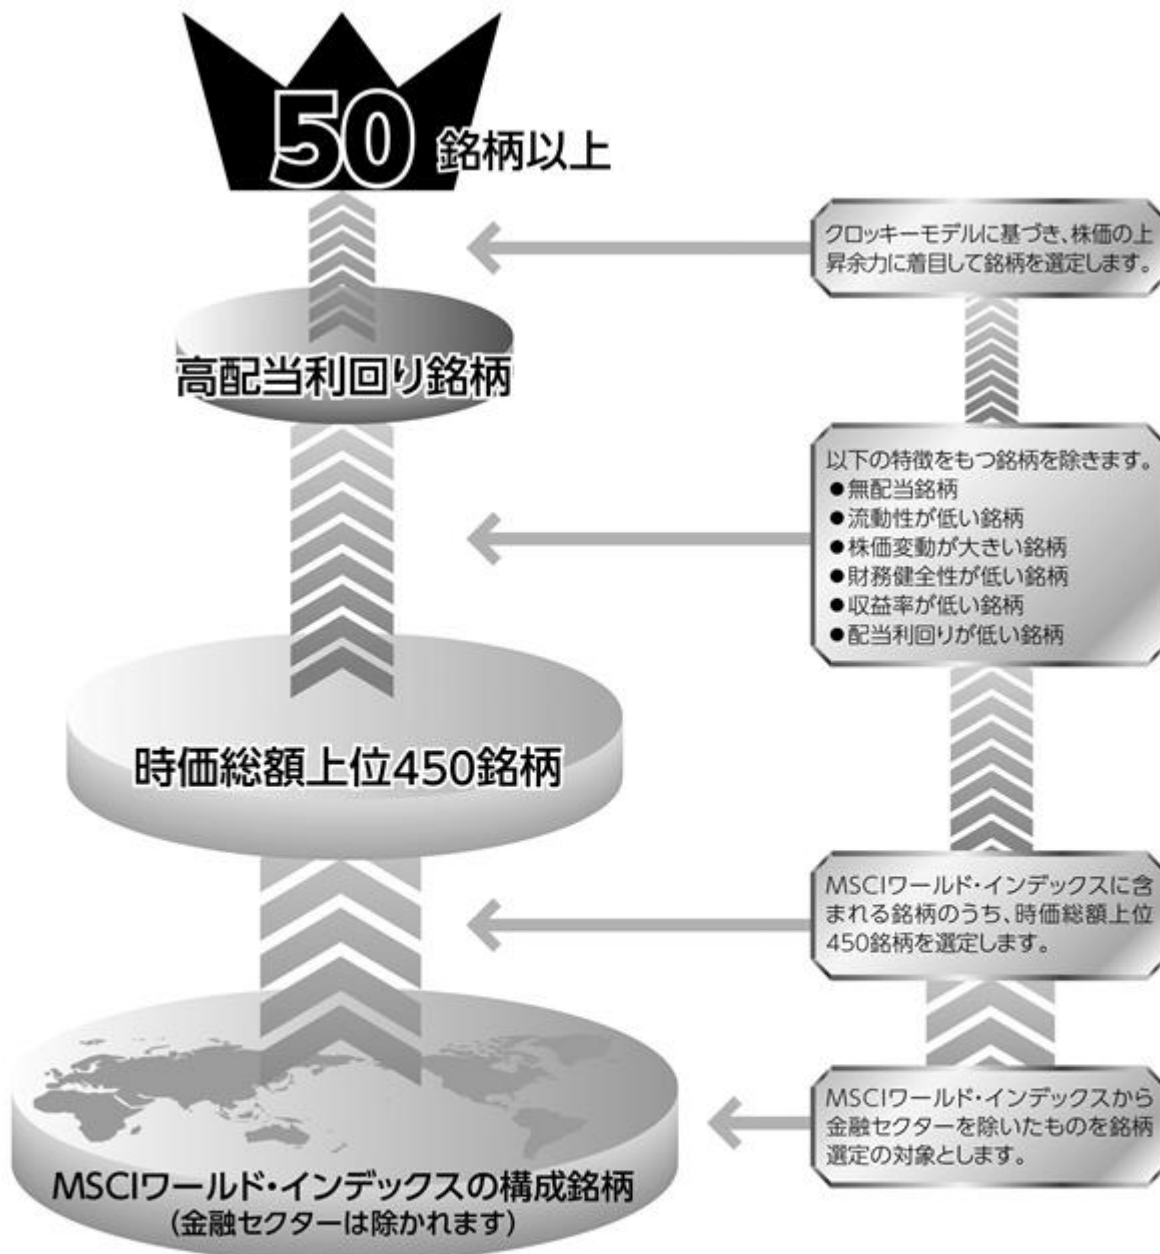 50 銘柄以上
クロッキーモデルに基づき、株価の上
昇余力に着目して銘柄を選定します。
高配当利回り銘柄
以下の特徴をもつ銘柄を除きます。
●無配当銘柄
●流動性が低い銘柄
●株価変動が大きい銘柄
●財務健全性が低い銘柄
●収益率が低い銘柄
●配当利回りが低い銘柄
時価総額上位450銘柄
MSCIワールド・インデックスに含
まれる銘柄のうち、時価総額上位
450銘柄を選定します。
MSCIワールド・インデックスから
金融セクターを除いたものを銘柄
選定の対象とします。
MSCIワールド・インデックスの構成銘柄
(金融セクターは除かれます)